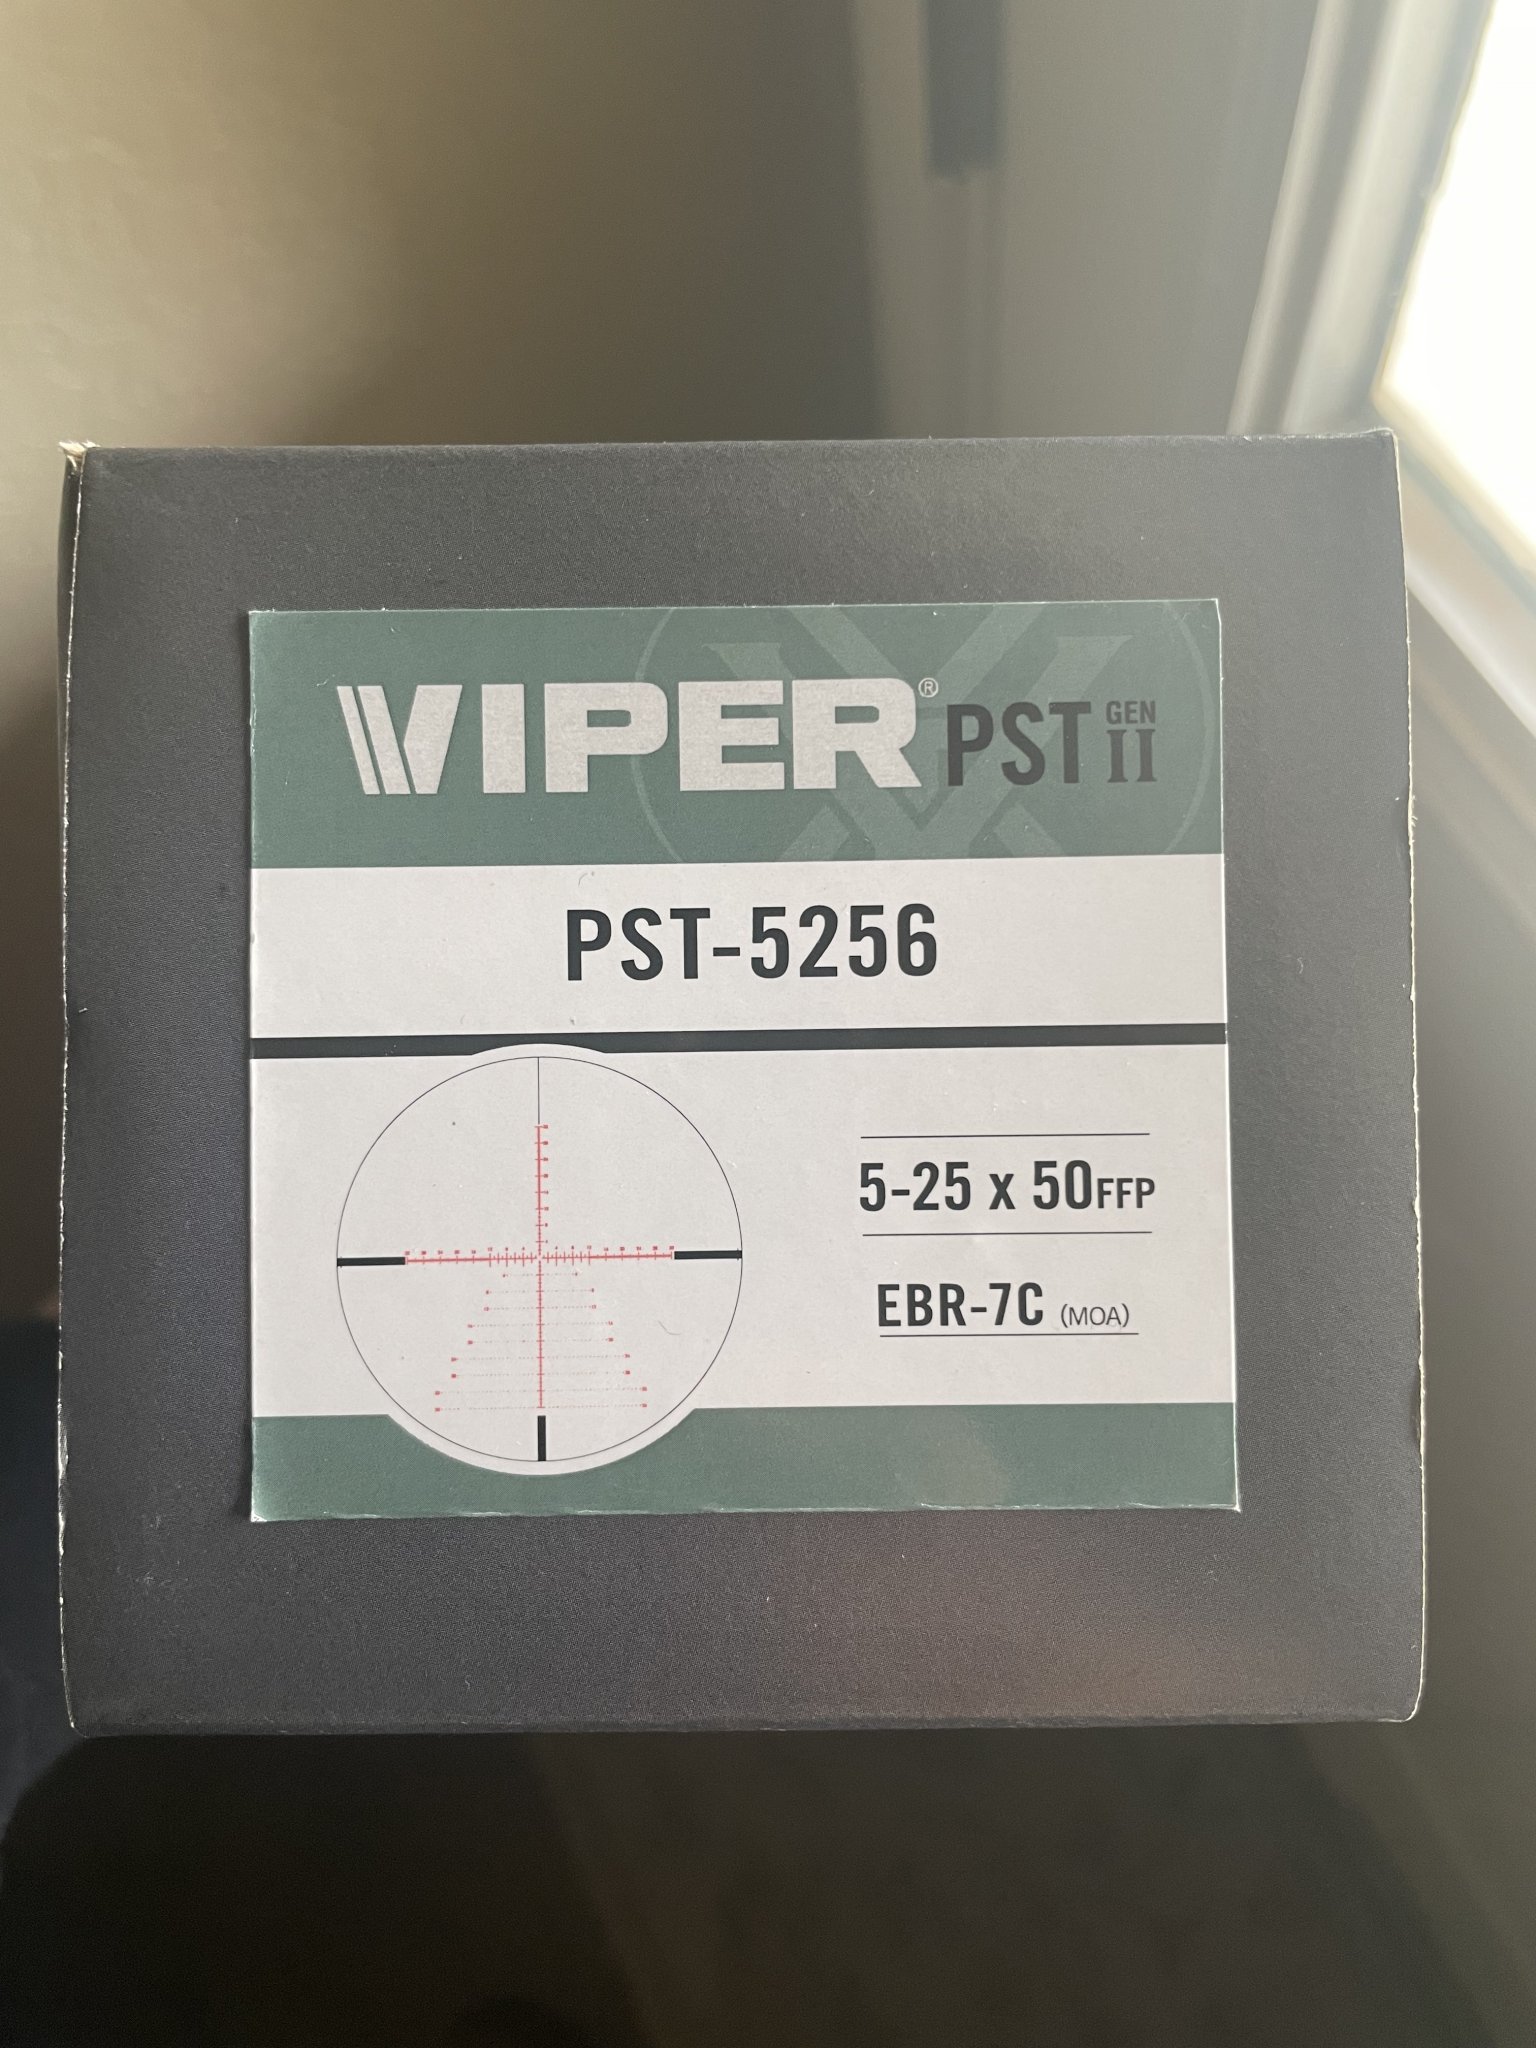 VIPER® PST GEN II
PST-5256
5-25 x 50FFP
EBR-7C (MOA)